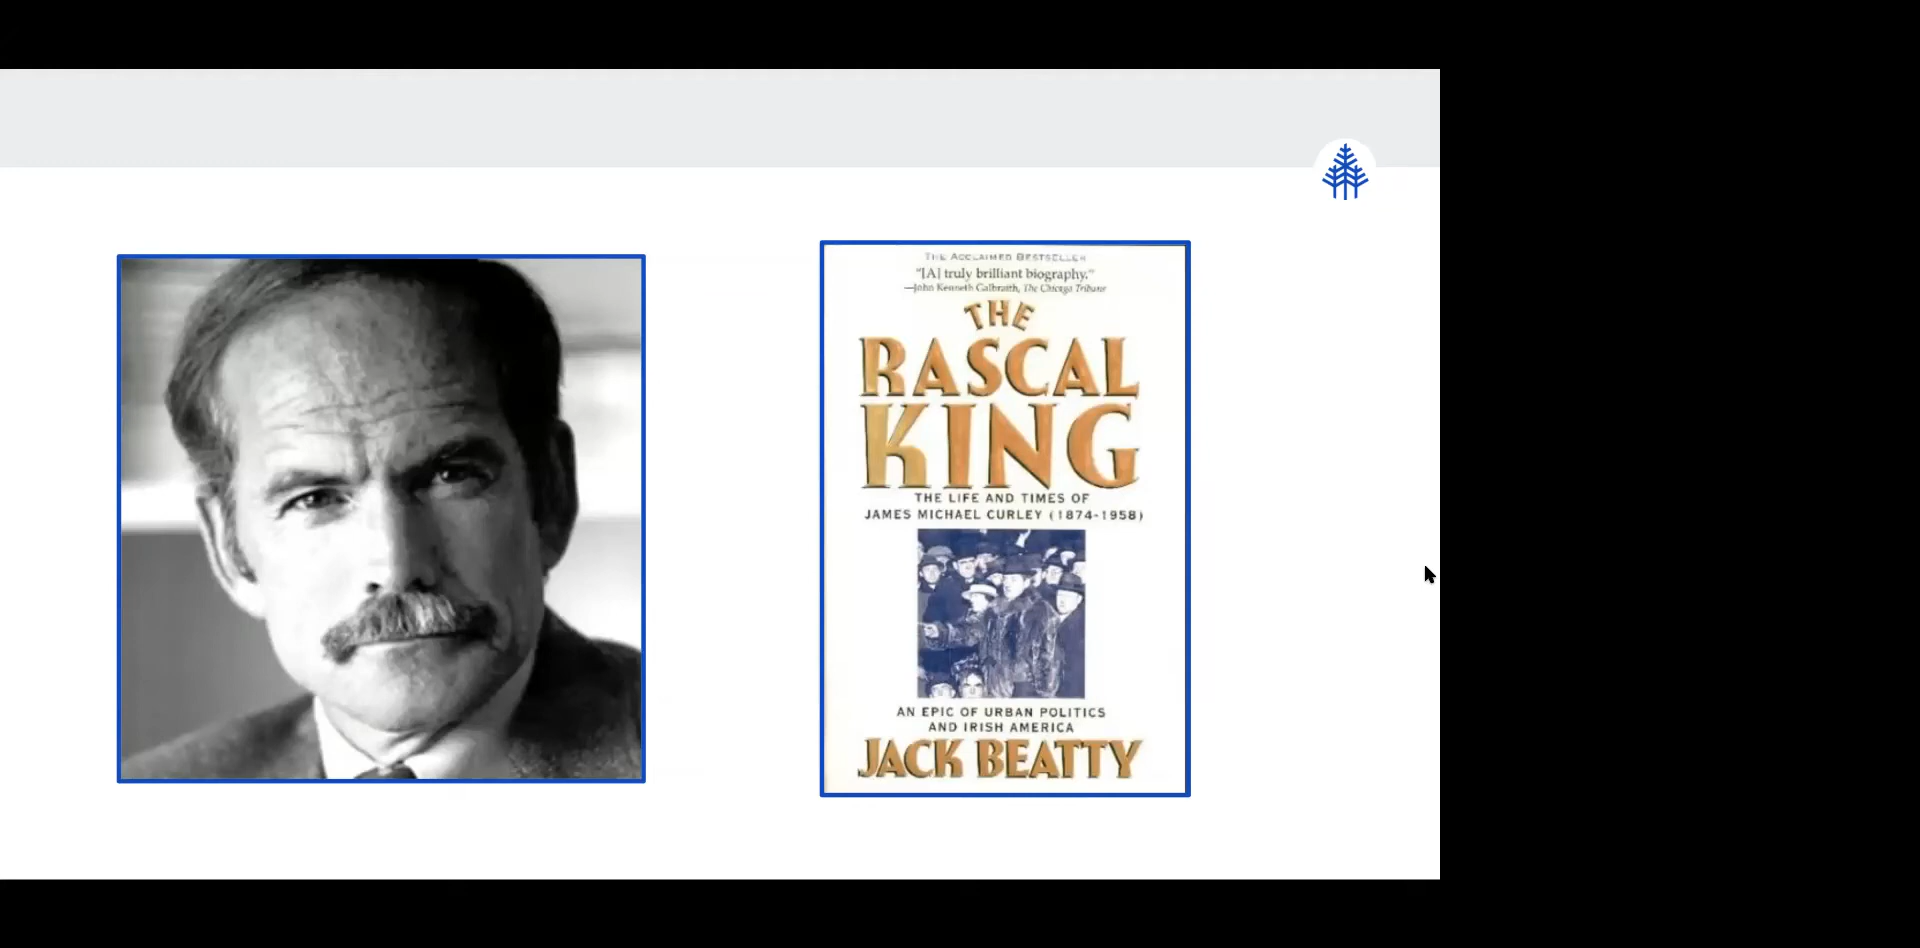 THE ACCLAIMED BESTSELLER
"[A] truly brilliant biography."
—John Kenneth Galbraith, The Chicago Tribune
THE
RASCAL
KING
THE LIFE AND TIMES OF
JAMES MICHAEL CURLEY (1874-1958)
AN EPIC OF URBAN POLITICS
AND IRISH AMERICA
JACK BEATTY